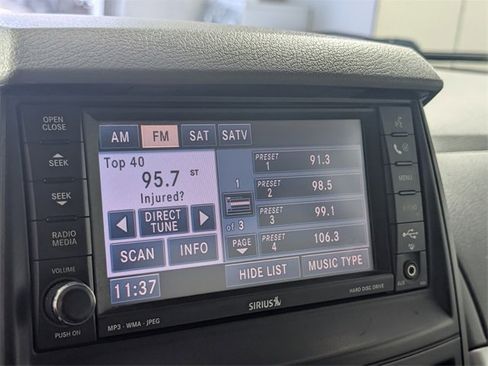 OPEN
CLOSE
SEEK
SEEK
RADIO
MEDIA
VOLUME
PUSH ON
AM FM SAT SATV
Top 40
95.7 ST
Injured?
DIRECT
TUNE
SCAN INFO
11:37
1
of 3
PAGE
PRESET
1 91.3
PRESET
2 98.5
PRESET
3 99.1
PRESET
4 106.3
HIDE LIST MUSIC TYPE
MENU
AUX
MP3 - WMA - JPEG
SIRIUS
HARD DISC DRIVE